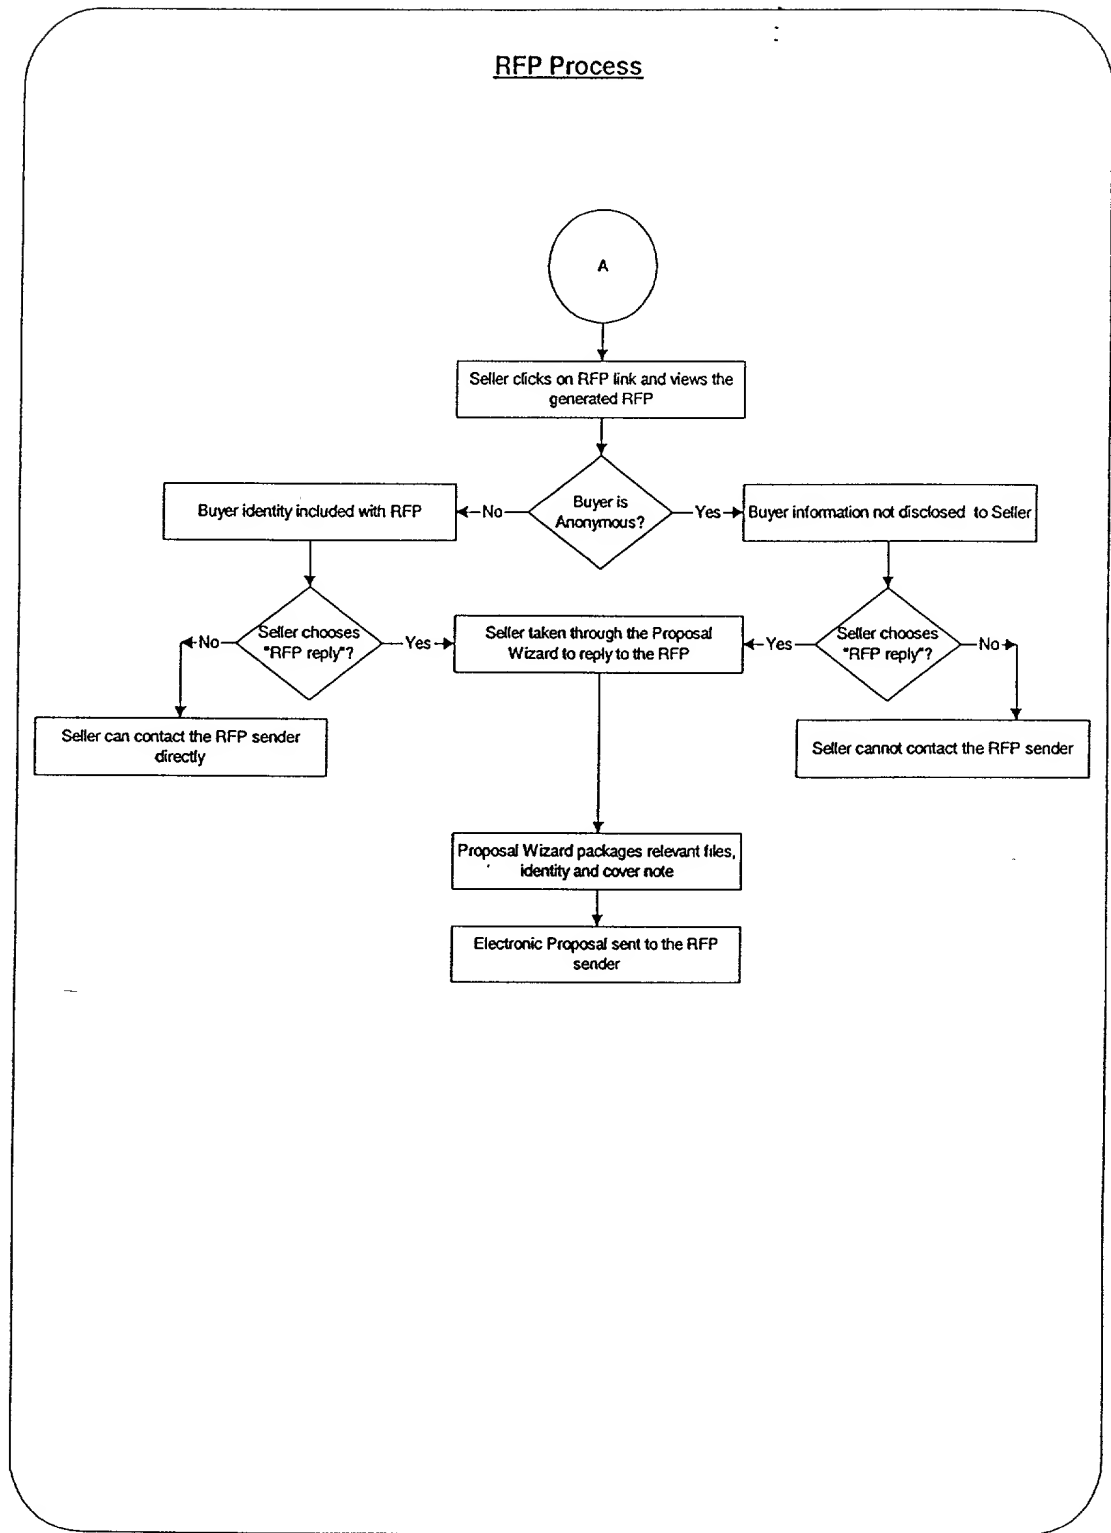 RFP Process
A
Seller clicks on RFP link and views the
generated RFP
Buyer identity included with RFP
No
Buyer is
Anonymous?
Yes
Buyer information not disclosed to Seller
No
Seller chooses
"RFP reply"?
Yes
Seller taken through the Proposal
Wizard to reply to the RFP
Yes
Seller chooses
"RFP reply"?
No
Seller can contact the RFP sender
directly
Seller cannot contact the RFP sender
Proposal Wizard packages relevant files,
identity and cover note
Electronic Proposal sent to the RFP
sender